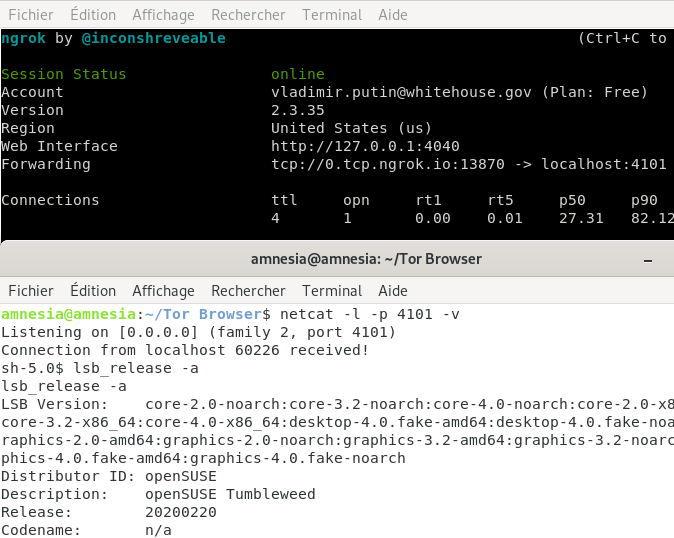 Fichier Édition Affichage Rechercher Terminal Aide
ngrok by @inconshreveable (Ctrl+C to
Session Status online
Account vladimir.putin@whitehouse.gov (Plan: Free)
Version 2.3.35
Region United States (us)
Web Interface http://127.0.0.1:4040
Forwarding tcp://0.tcp.ngrok.io:13870 -> localhost:4101
Connections ttl opn rt1 rt5 p50 p90
4 1 0.00 0.01 27.31 82.12
amnesia@amnesia: ~/Tor Browser
Fichier Édition Affichage Rechercher Terminal Aide
amnesia@amnesia:~/Tor Browser$ netcat -l -p 4101 -v
Listening on [0.0.0.0] (family 2, port 4101)
Connection from localhost 60226 received!
sh-5.0$ lsb_release -a
lsb_release -a
LSB Version: core-2.0-noarch:core-3.2-noarch:core-4.0-noarch:core-2.0-x8
core-3.2-x86_64:core-4.0-x86_64:desktop-4.0.fake-amd64:desktop-4.0.fake-noa
raphics-2.0-amd64:graphics-2.0-noarch:graphics-3.2-amd64:graphics-3.2-noarc
phics-4.0.fake-amd64:graphics-4.0.fake-noarch
Distributor ID: openSUSE
Description: openSUSE Tumbleweed
Release: 20200220
Codename: n/a